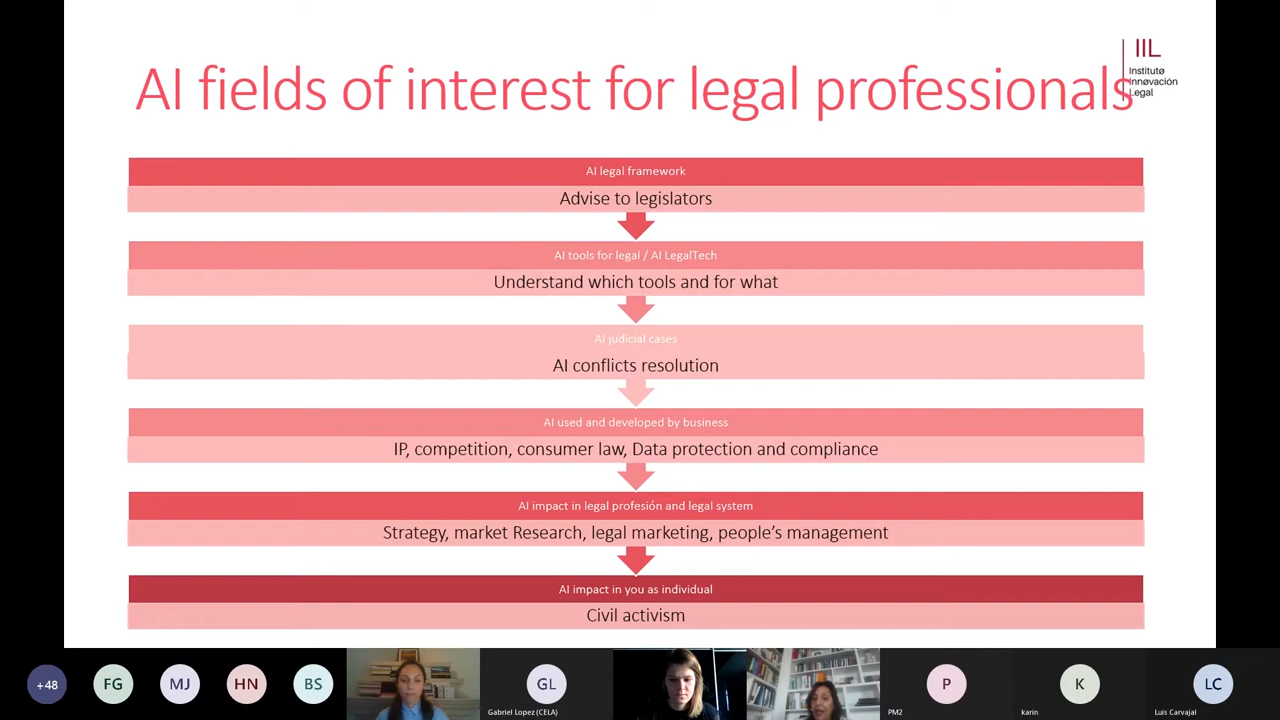 AI fields of interest for legal professionals
IIL
Instituto
Innovación
Legal
AI legal framework
Advise to legislators
AI tools for legal / AI LegalTech
Understand which tools and for what
AI judicial cases
AI conflicts resolution
AI used and developed by business
IP, competition, consumer law, Data protection and compliance
AI impact in legal profesión and legal system
Strategy, market Research, legal marketing, people’s management
AI impact in you as individual
Civil activism
+48
FG
MJ
HN
BS
GL
Gabriel Lopez (CELA)
P
PM2
K
karin
LC
Luis Carvajal